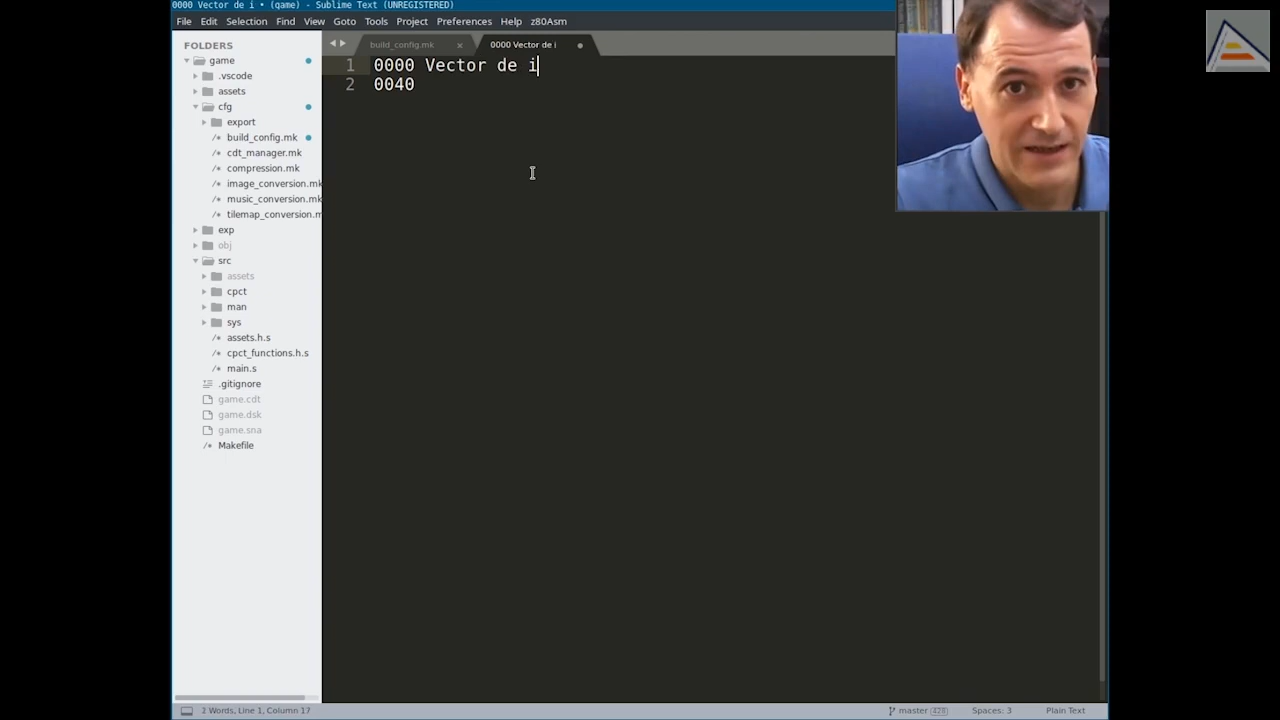 0000 Vector de i • (game) - Sublime Text (UNREGISTERED)
File Edit Selection Find View Goto Tools Project Preferences Help z80Asm
FOLDERS
game
.vscode
assets
cfg
export
build_config.mk
cdt_manager.mk
compression.mk
image_conversion.mk
music_conversion.mk
tilemap_conversion.m
exp
obj
src
assets
cpct
man
sys
assets.h.s
cpct_functions.h.s
main.s
.gitignore
game.cdt
game.dsk
game.sna
Makefile
build_config.mk × 0000 Vector de i •
1 0000 Vector de i
2 0040
2 Words, Line 1, Column 17 master 428 Spaces: 3 Plain Text